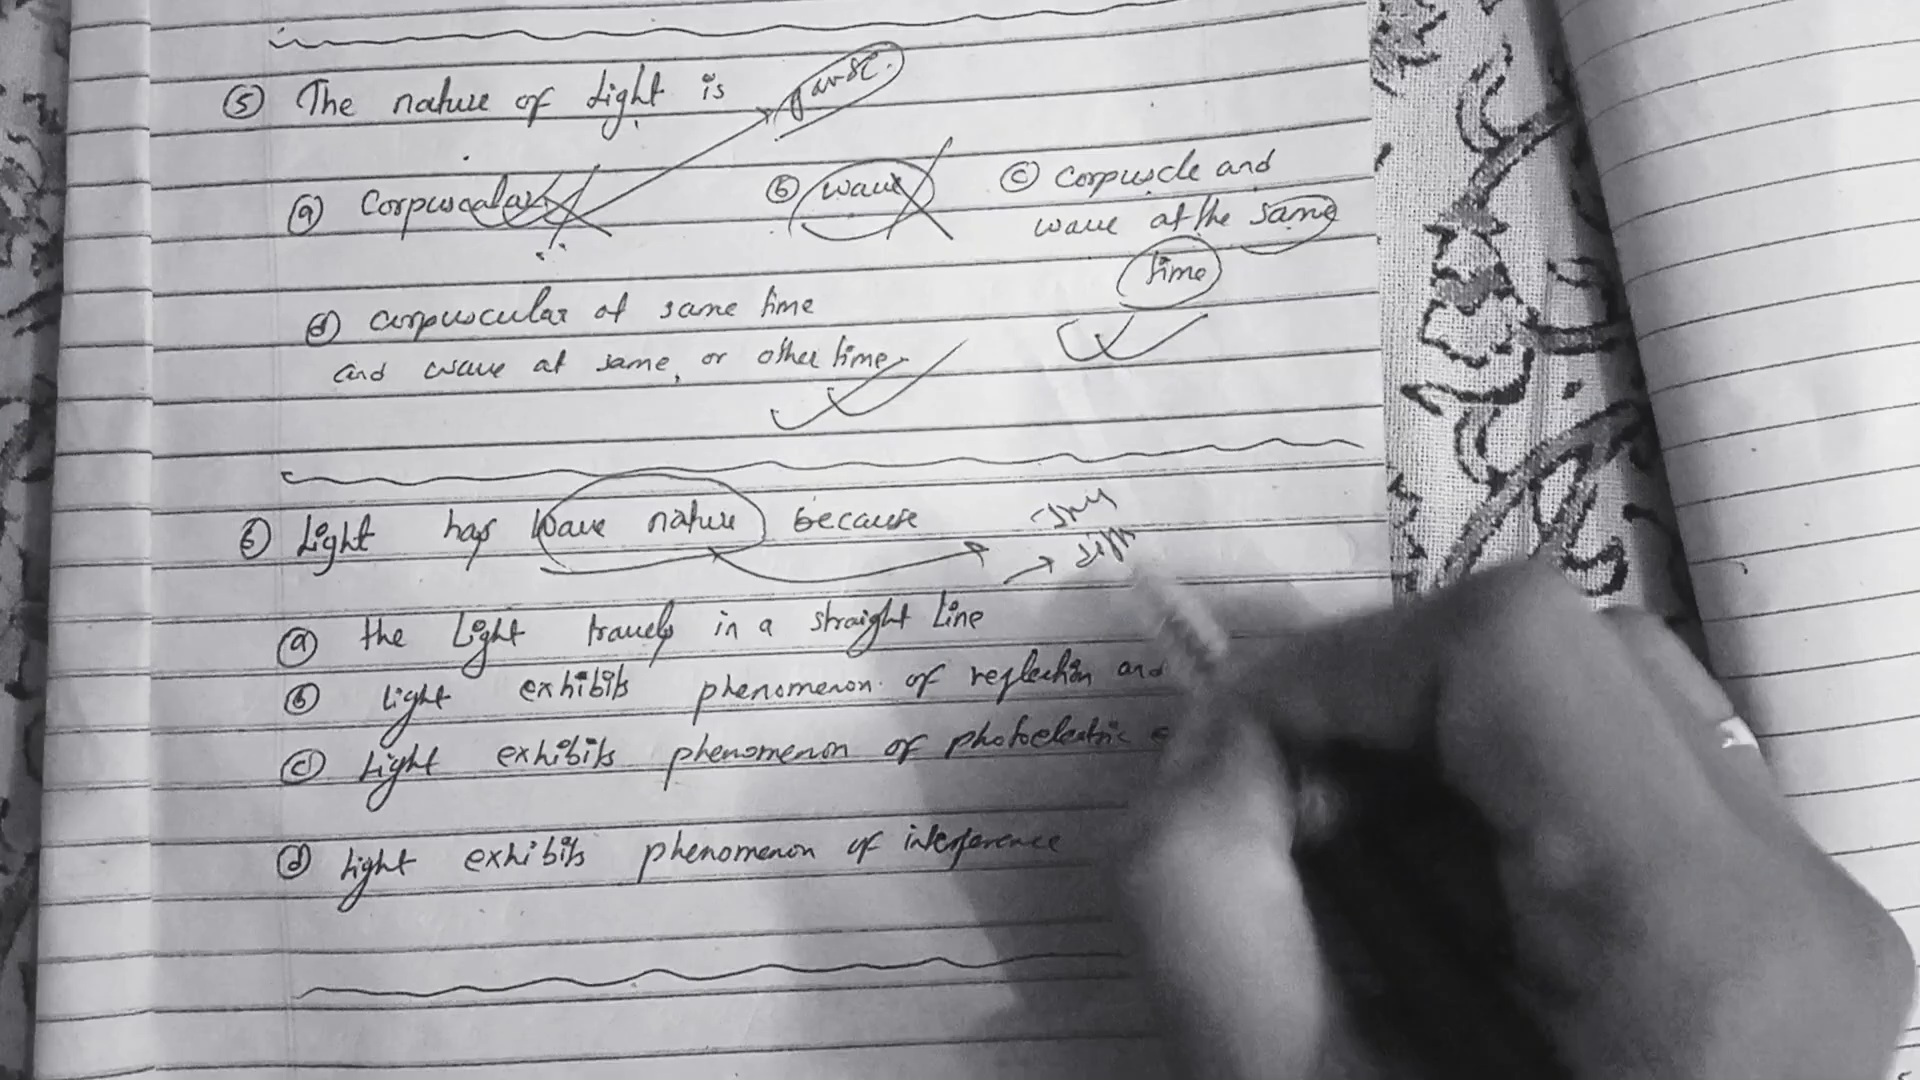 ⑤ The nature of Light is
ⓐ Corpuscular ⓑ wave ⓒ corpuscle and
wave at the same
time
ⓓ corpuscular at same time
and wave at same, or other time
⑥ Light has wave nature because
ⓐ the Light travels in a straight Line
ⓑ Light exhibits phenomenon of reflection and
ⓒ Light exhibits phenomenon of photoelectric
ⓓ Light exhibits phenomenon of interference